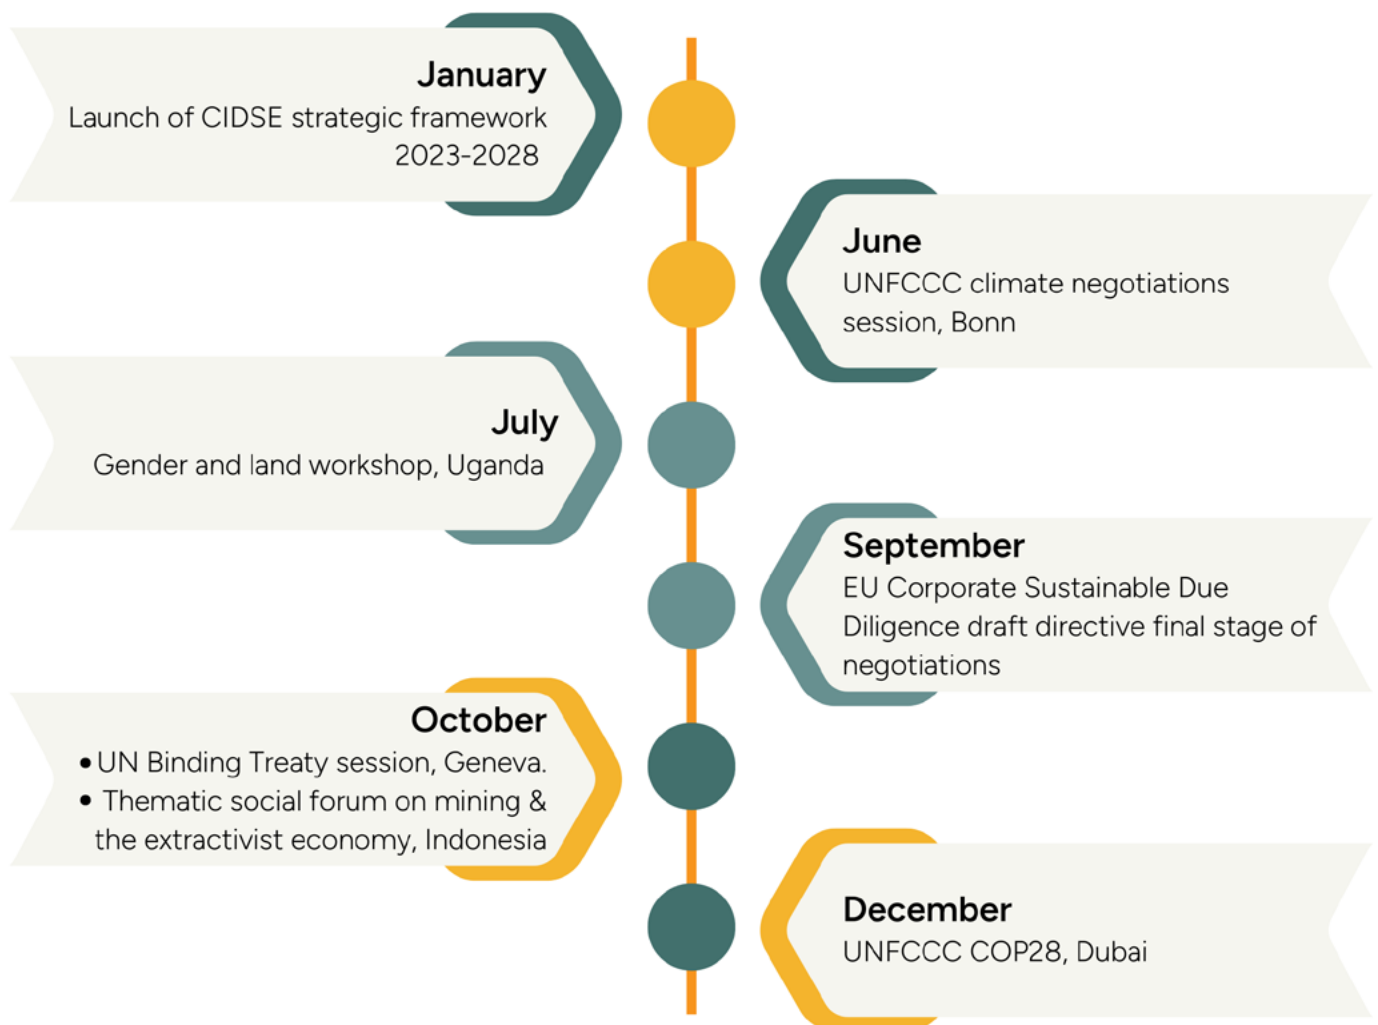 January
Launch of CIDSE strategic framework
2023-2028
June
UNFCCC climate negotiations
session, Bonn
July
Gender and land workshop, Uganda
September
EU Corporate Sustainable Due
Diligence draft directive final stage of
negotiations
October
• UN Binding Treaty session, Geneva.
• Thematic social forum on mining &
the extractivist economy, Indonesia
December
UNFCCC COP28, Dubai